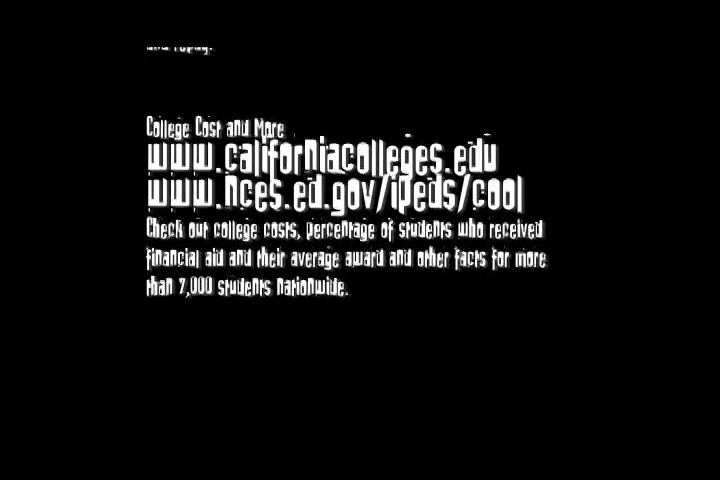 College Cost and More
www.californiacolleges.edu
www.nces.ed.gov/ipeds/cool
Check out college costs, percentage of students who received
financial aid and their average award and other facts for more
than 7,000 students nationwide.